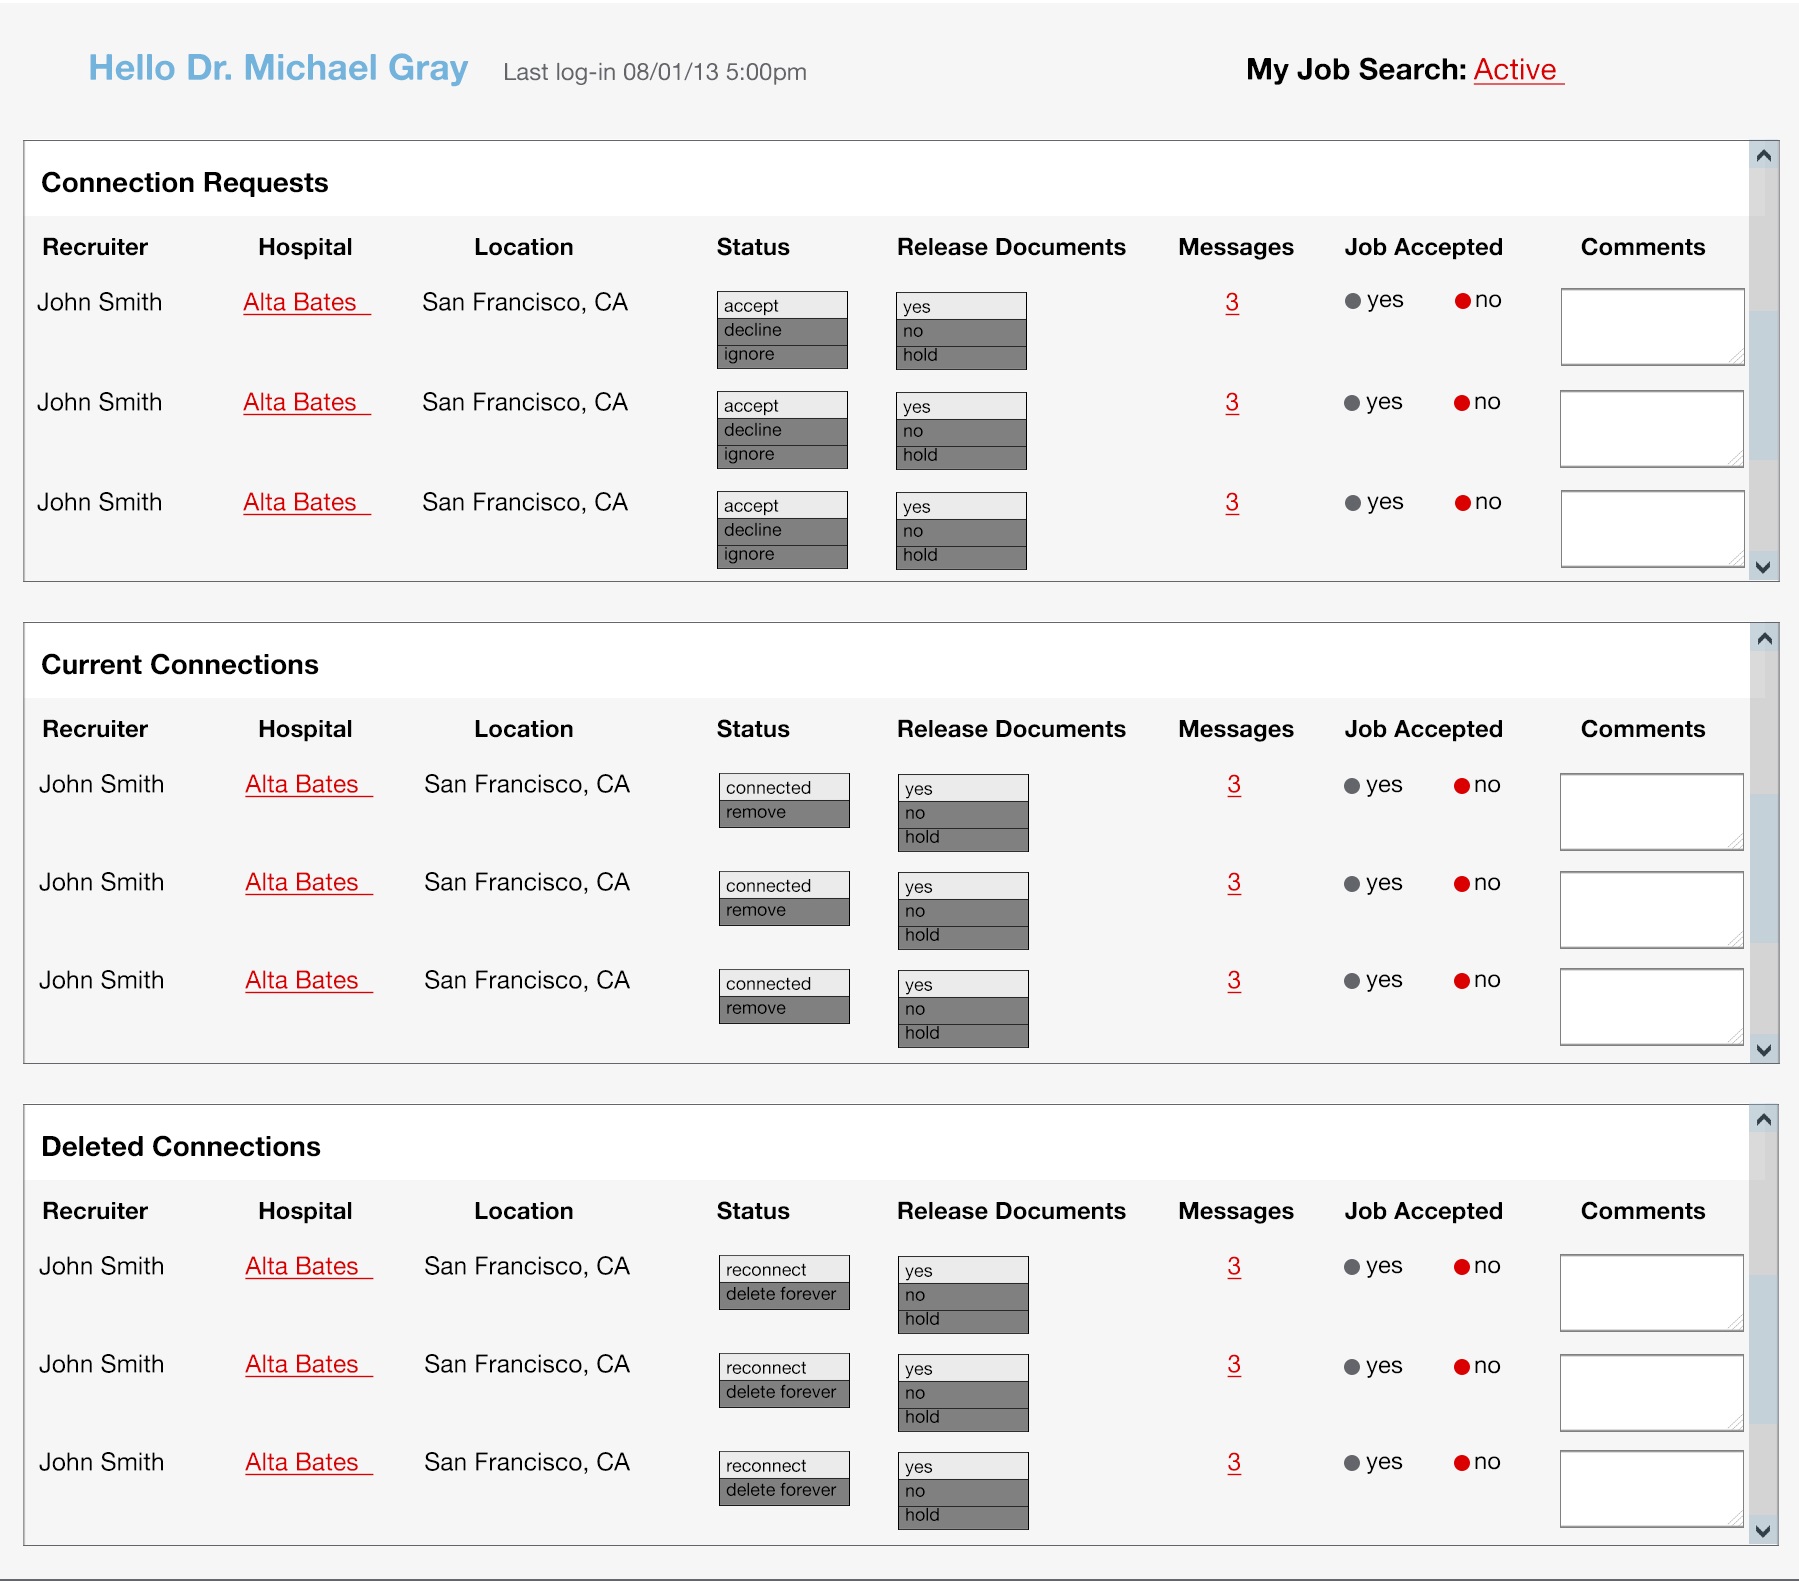 Hello Dr. Michael Gray Last log-in 08/01/13 5:00pm My Job Search: Active
Connection Requests
Recruiter Hospital Location Status Release Documents Messages Job Accepted Comments
John Smith Alta Bates San Francisco, CA accept yes 3 yes no
decline no
ignore hold
John Smith Alta Bates San Francisco, CA accept yes 3 yes no
decline no
ignore hold
John Smith Alta Bates San Francisco, CA accept yes 3 yes no
decline no
ignore hold
Current Connections
Recruiter Hospital Location Status Release Documents Messages Job Accepted Comments
John Smith Alta Bates San Francisco, CA connected yes 3 yes no
remove no
hold
John Smith Alta Bates San Francisco, CA connected yes 3 yes no
remove no
hold
John Smith Alta Bates San Francisco, CA connected yes 3 yes no
remove no
hold
Deleted Connections
Recruiter Hospital Location Status Release Documents Messages Job Accepted Comments
John Smith Alta Bates San Francisco, CA reconnect yes 3 yes no
delete forever no
hold
John Smith Alta Bates San Francisco, CA reconnect yes 3 yes no
delete forever no
hold
John Smith Alta Bates San Francisco, CA reconnect yes 3 yes no
delete forever no
hold